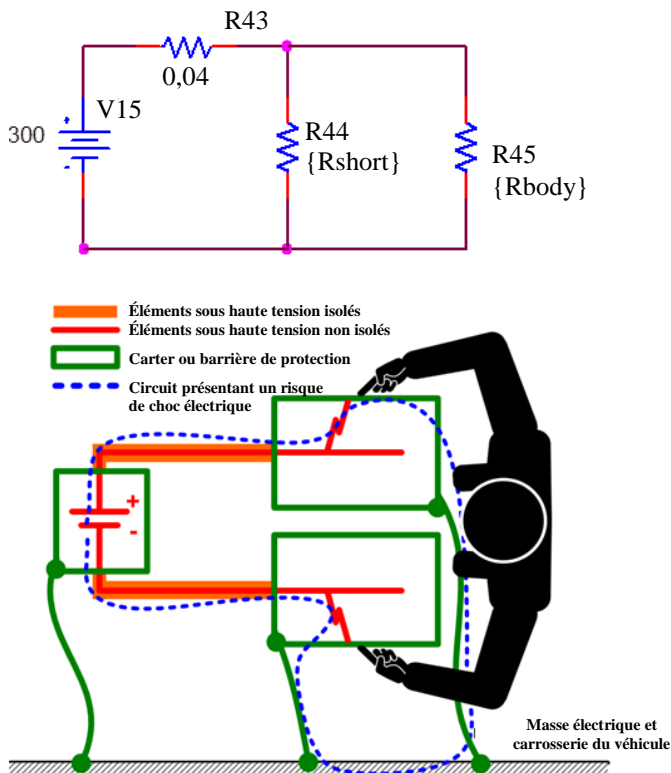 R43
0,04
V15
+
300
-
R44
{Rshort}
R45
{Rbody}
Éléments sous haute tension isolés
Éléments sous haute tension non isolés
Carter ou barrière de protection
Circuit présentant un risque
de choc électrique
+
-
Masse électrique et
carrosserie du véhicule